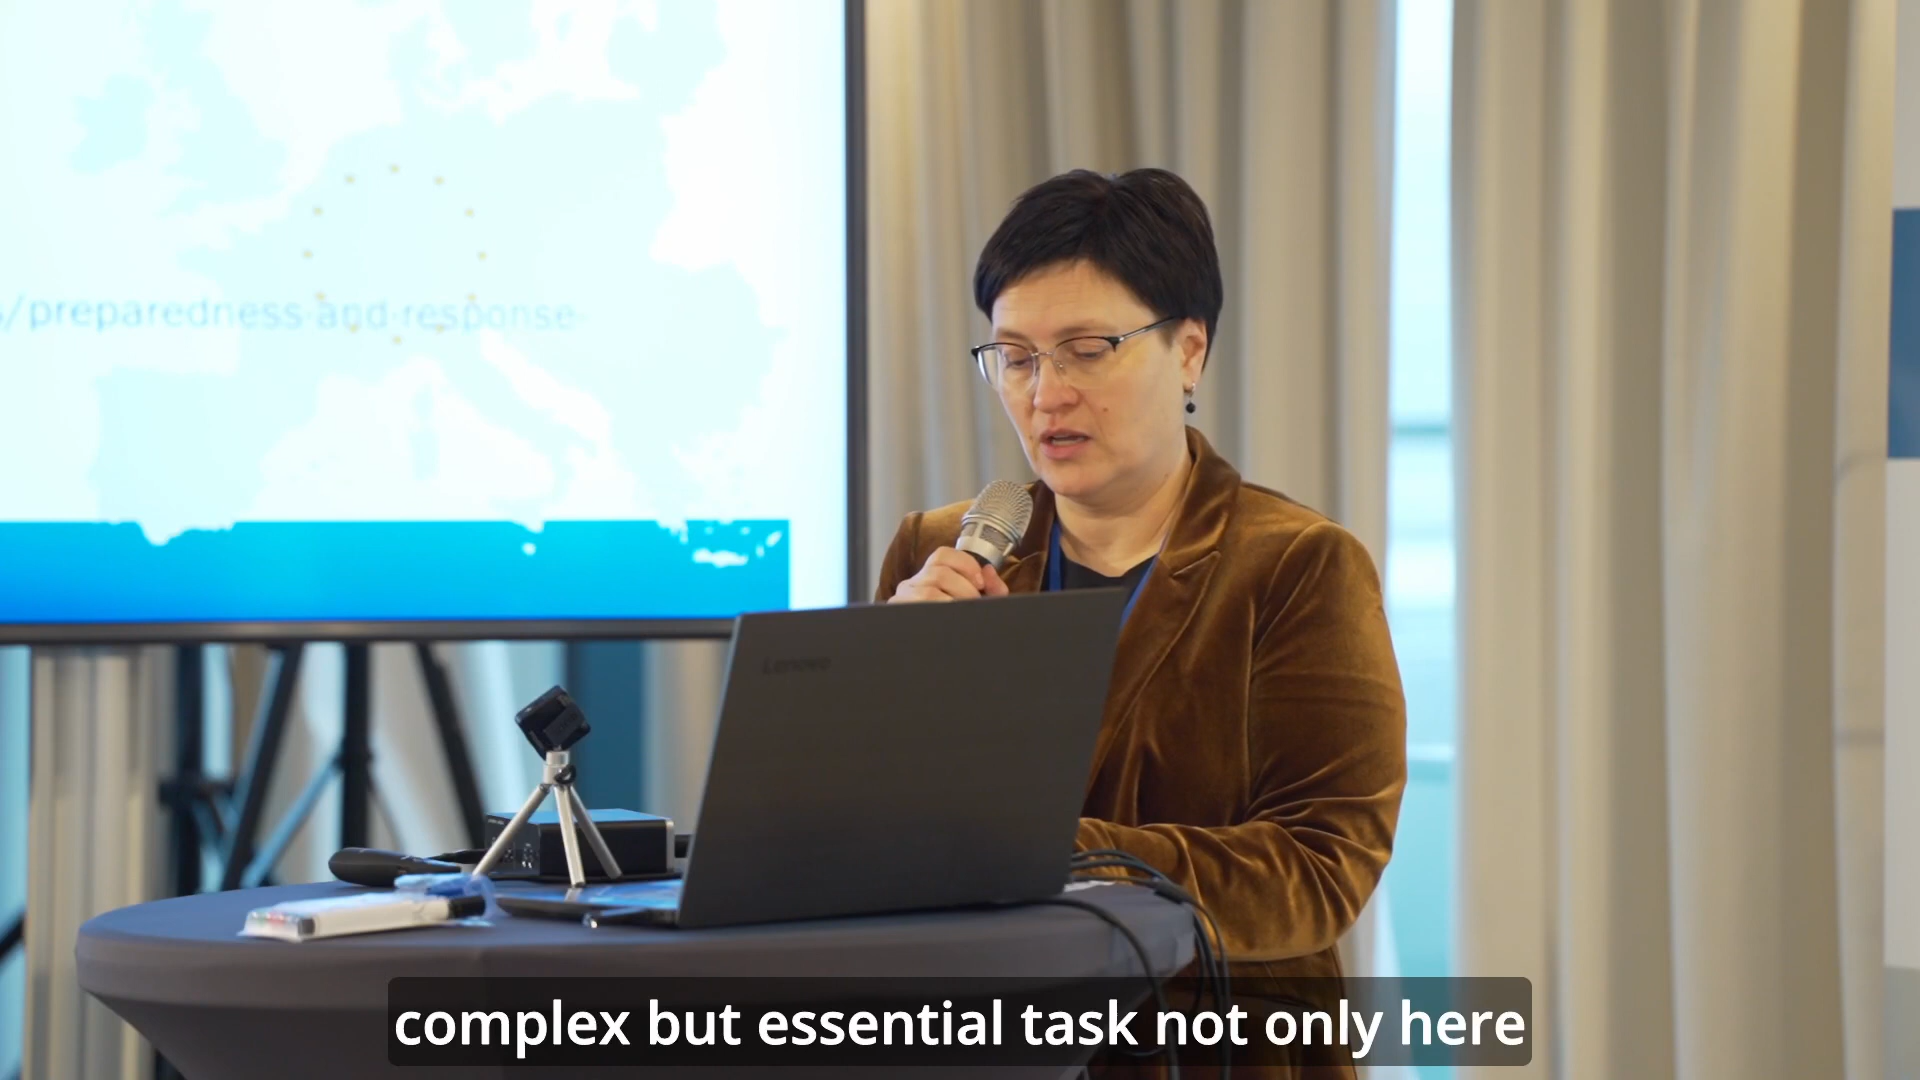 s/preparedness-and-response-
Lenovo
complex but essential task not only here